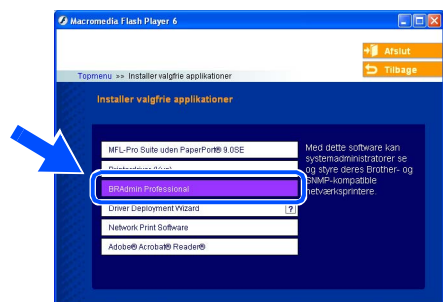 Macromedia Flash Player 6
Afslut
Tilbage
Topmenu >> Installer valgfrie applikationer
Installer valgfrie applikationer
MFL-Pro Suite uden PaperPort® 9.0SE
Med dette software kan
systemadministratorer se
og styre deres Brother- og
SNMP-kompatible
netværksprintere.
BRAdmin Professional
Driver Deployment Wizard
?
Network Print Software
Adobe® Acrobat® Reader®